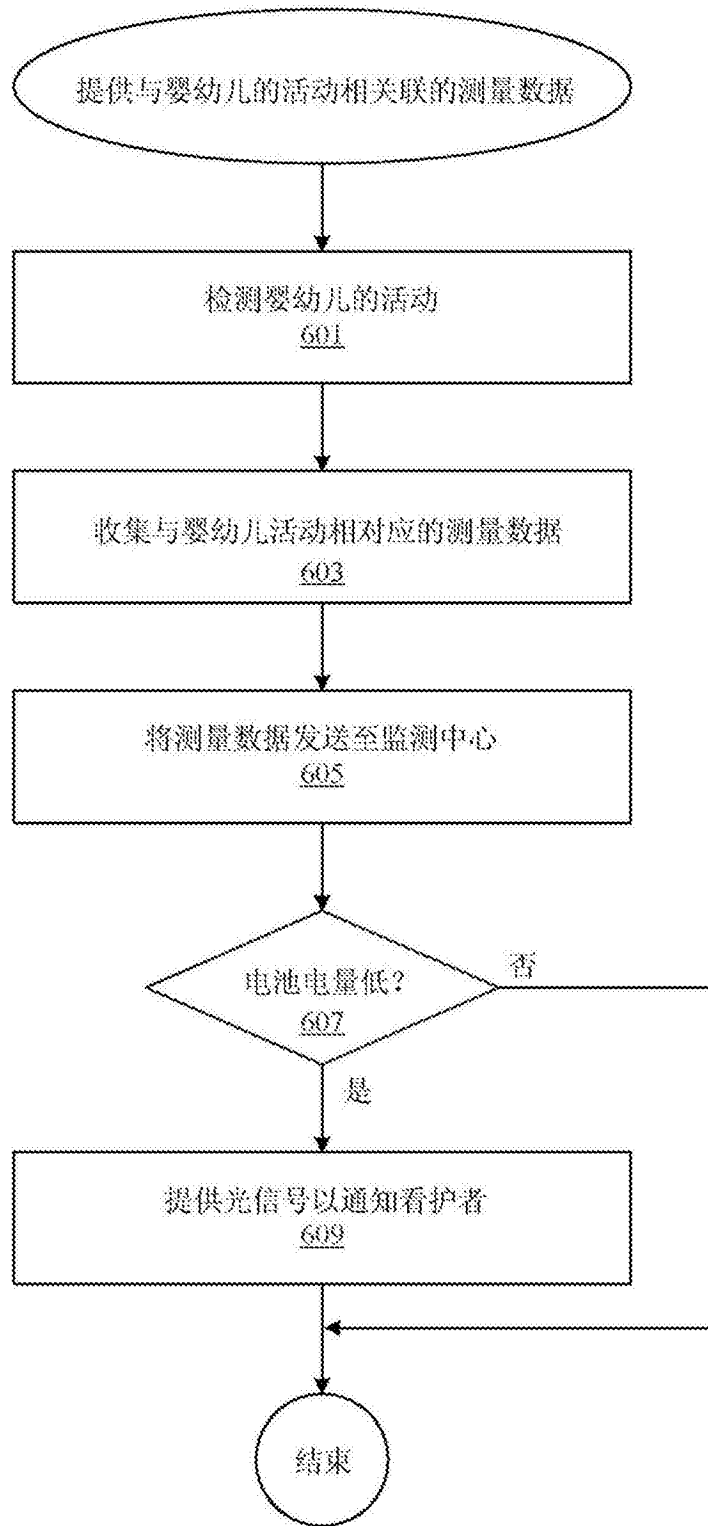 提供与婴幼儿的活动相关联的测量数据
检测婴幼儿的活动
601
收集与婴幼儿活动相对应的测量数据
603
将测量数据发送至监测中心
605
电池电量低?
607
否
是
提供光信号以通知看护者
609
结束